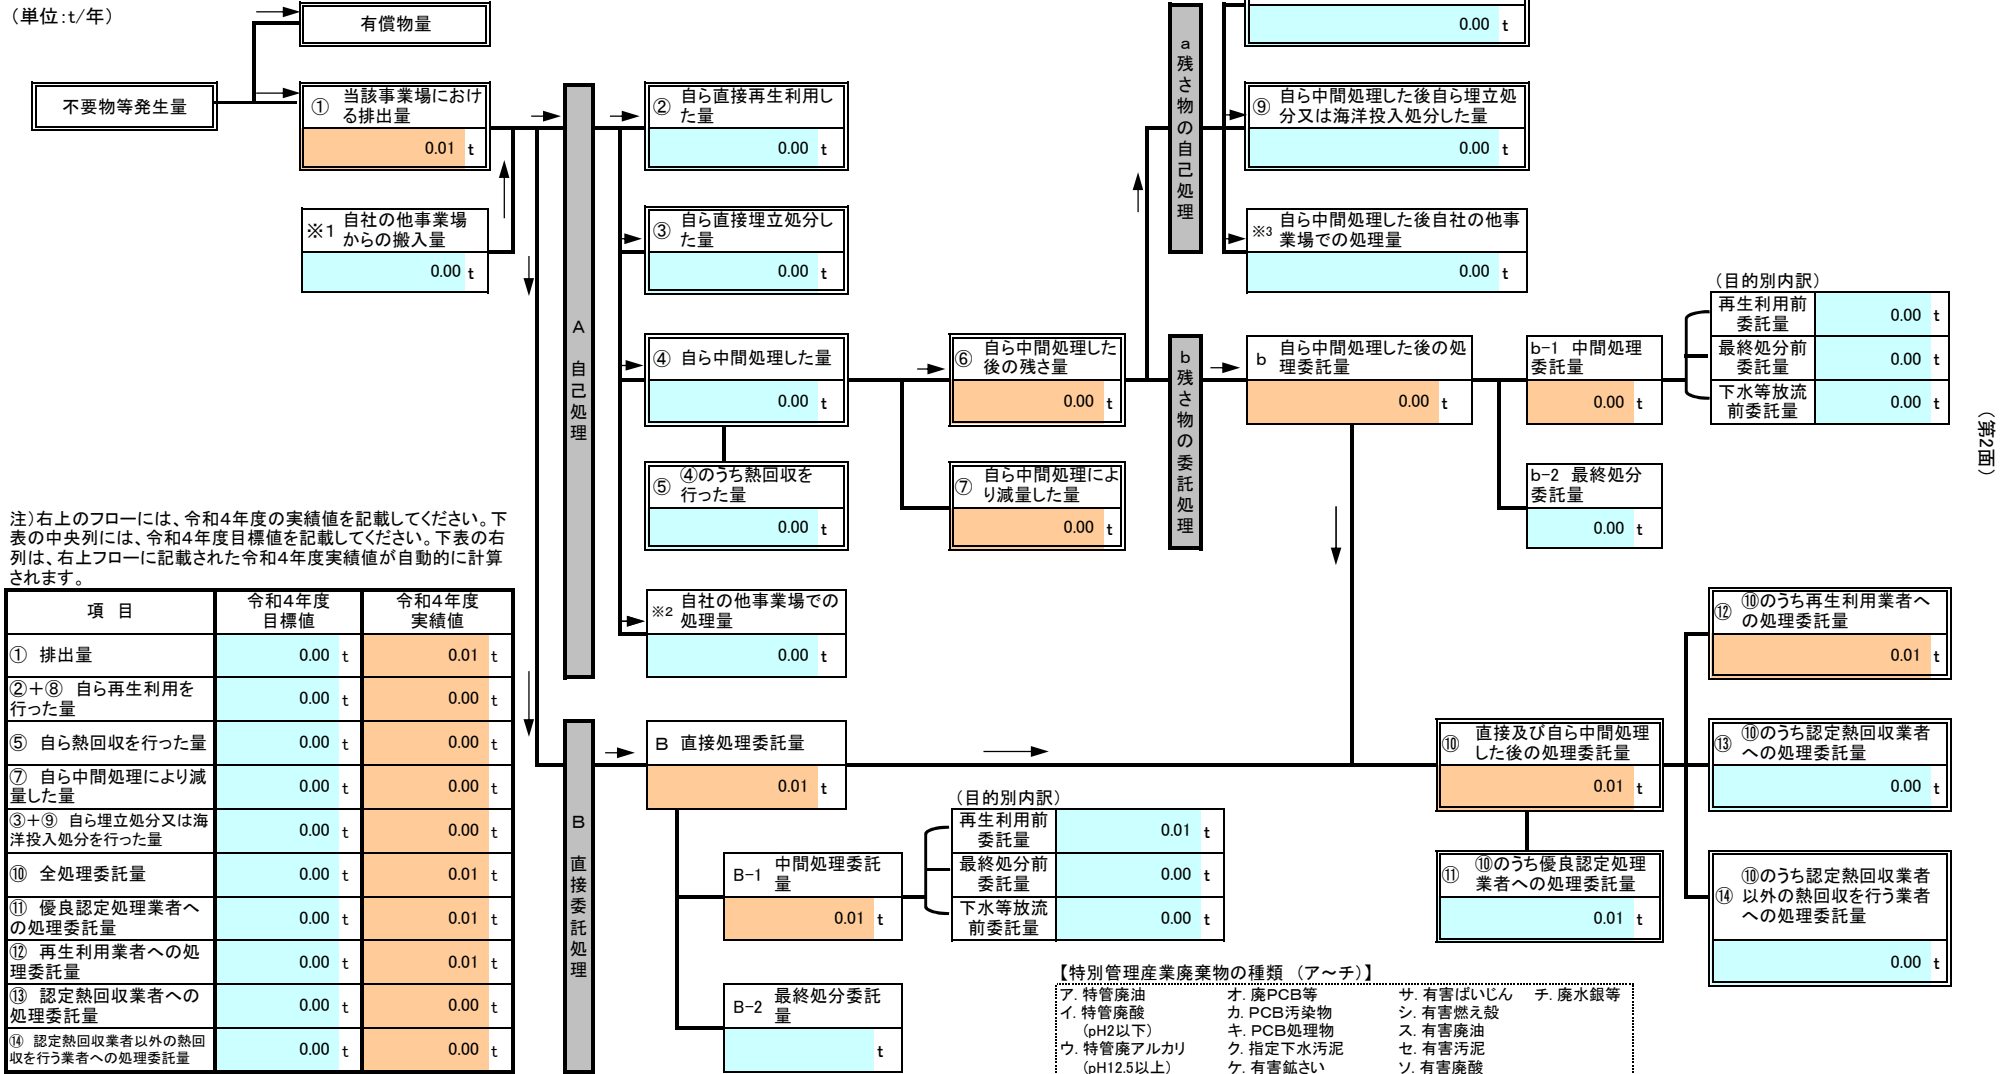 （単位：t/年）
有償物量
不要物等発生量
① 当該事業場におけ
る排出量
0.01 t
※1 自社の他事業場
からの搬入量
0.00 t
A 自己処理
② 自ら直接再生利用し
た量
0.00 t
③ 自ら直接埋立処分し
た量
0.00 t
④ 自ら中間処理した量
0.00 t
⑤ ④のうち熱回収を
行った量
0.00 t
※2 自社の他事業場での
処理量
0.00 t
⑥ 自ら中間処理した
後の残さ量
0.00 t
⑦ 自ら中間処理によ
り減量した量
0.00 t
a残さ物の自己処理
0.00 t
⑨ 自ら中間処理した後自ら埋立処
分又は海洋投入処分した量
0.00 t
※3 自ら中間処理した後自社の他事
業場での処理量
0.00 t
b残さ物の委託処理
b 自ら中間処理した後の処
理委託量
0.00 t
b-1 中間処理
委託量
0.00 t
b-2 最終処分
委託量
0.00 t
（目的別内訳）
再生利用前
委託量
0.00 t
最終処分前
委託量
0.00 t
下水等放流
前委託量
0.00 t
（第2面）
注）右上のフローには、令和4年度の実績値を記載してください。下
表の中央列には、令和4年度目標値を記載してください。下表の右
列は、右上フローに記載された令和4年度実績値が自動的に計算
されます。
項 目
令和4年度
目標値
令和4年度
実績値
① 排出量
0.00 t 0.01 t
②＋⑧ 自ら再生利用を
行った量
0.00 t 0.00 t
⑤ 自ら熱回収を行った量
0.00 t 0.00 t
⑦ 自ら中間処理により減
量した量
0.00 t 0.00 t
③＋⑨ 自ら埋立処分又は海
洋投入処分を行った量
0.00 t 0.00 t
⑩ 全処理委託量
0.00 t 0.01 t
⑪ 優良認定処理業者へ
の処理委託量
0.00 t 0.01 t
⑫ 再生利用業者への処
理委託量
0.00 t 0.01 t
⑬ 認定熱回収業者への
処理委託量
0.00 t 0.00 t
⑭ 認定熱回収業者以外の熱回
収を行う業者への処理委託量
0.00 t 0.00 t
B 直接委託処理
B 直接処理委託量
0.01 t
B-1 中間処理委託
量
0.01 t
B-2 最終処分委託
量
t
（目的別内訳）
再生利用前
委託量
0.01 t
最終処分前
委託量
0.00 t
下水等放流
前委託量
0.00 t
⑩ 直接及び自ら中間処理
した後の処理委託量
0.01 t
⑪ ⑩のうち優良認定処理
業者への処理委託量
0.01 t
⑫ ⑩のうち再生利用業者へ
の処理委託量
0.01 t
⑬ ⑩のうち認定熱回収業者
への処理委託量
0.00 t
⑭ ⑩のうち認定熱回収業者
以外の熱回収を行う業者
への処理委託量
0.00 t
【特別管理産業廃棄物の種類 （ア～チ）】
ア. 特管廃油 オ. 廃PCB等 サ. 有害ばいじん チ. 廃水銀等
イ. 特管廃酸 カ. PCB汚染物 シ. 有害燃え殻
（pH2以下） キ. PCB処理物 ス. 有害廃油
ウ. 特管廃アルカリ ク. 指定下水汚泥 セ. 有害汚泥
（pH12.5以上） ケ. 有害鉱さい ソ. 有害廃酸